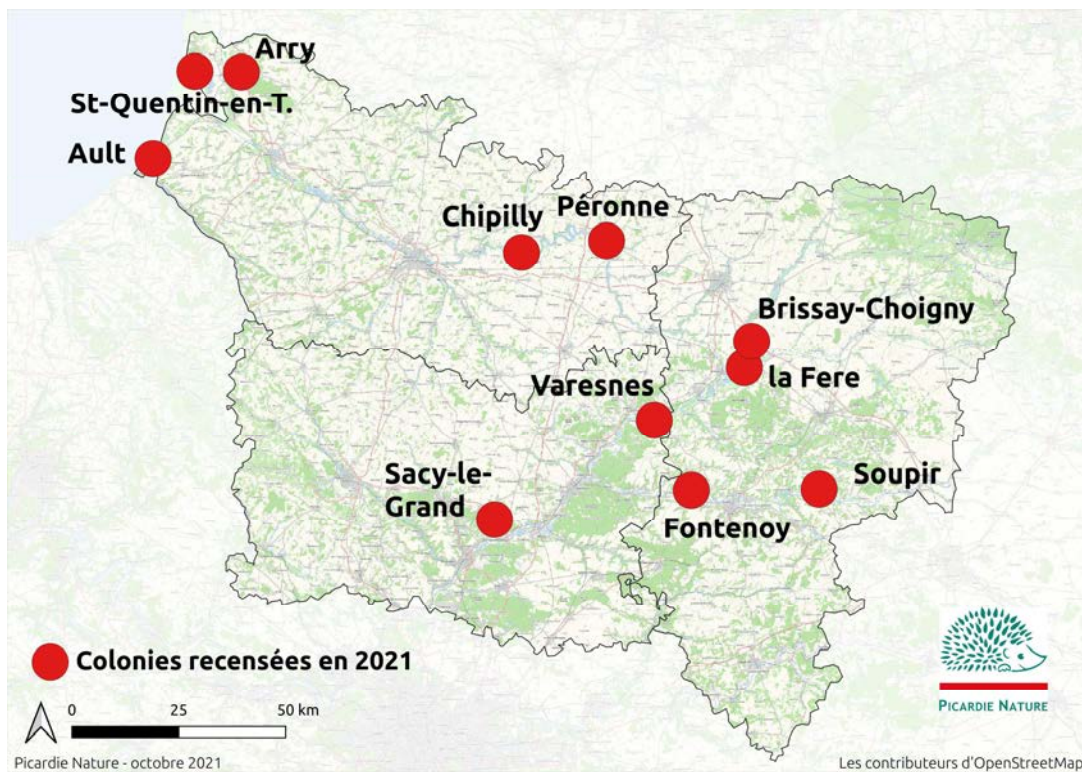 Arry
St-Quentin-en-T.
Ault
Péronne
Chipilly
Brissay-Choigny
la Fere
Varesnes
Sacy-le-
Grand
Soupir
Fontenoy
Colonies recensées en 2021
0 25 50 km
PICARDIE NATURE
Picardie Nature - octobre 2021
Les contributeurs d'OpenStreetMap